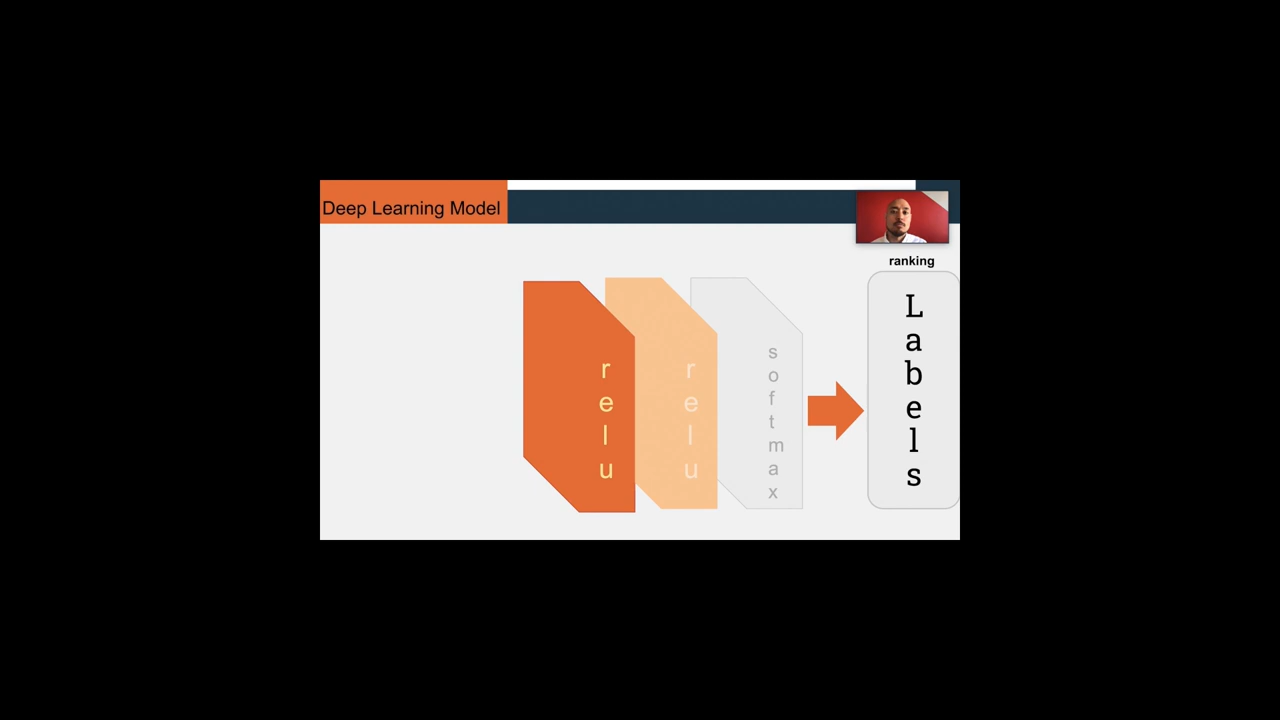 Deep Learning Model
ranking
relu
relu
softmax
Labels